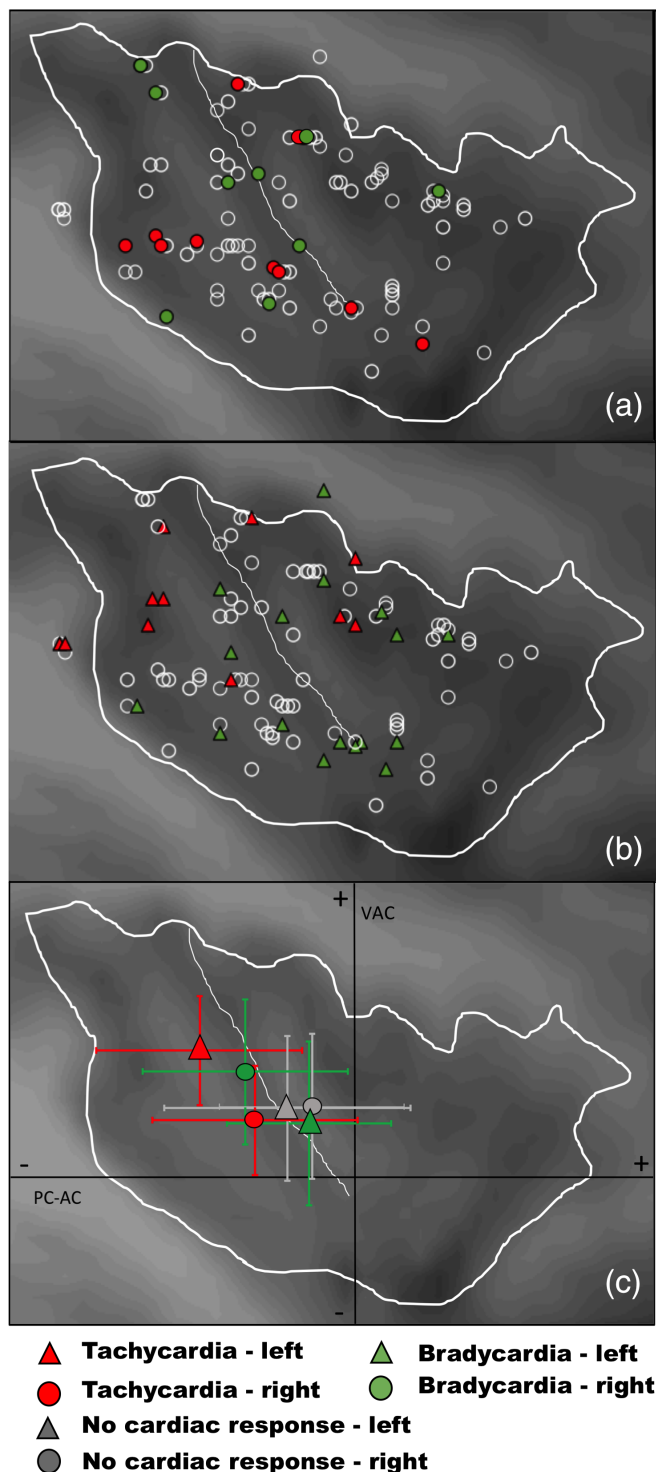 (a)
(b)
+
VAC
-
+
PC-AC
-
(c)
Tachycardia - left
Bradycardia - left
Tachycardia - right
Bradycardia - right
No cardiac response - left
No cardiac response - right